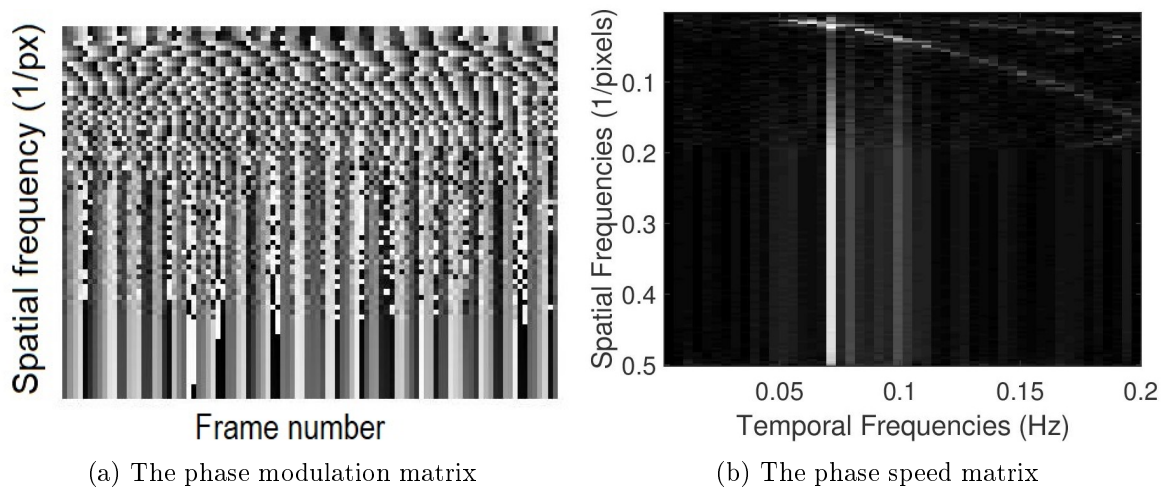 Spatial frequency (1/px)
Frame number
(a) The phase modulation matrix
Spatial Frequencies (1/pixels)
0.1
0.2
0.3
0.4
0.5
0.05 0.1 0.15 0.2
Temporal Frequencies (Hz)
(b) The phase speed matrix